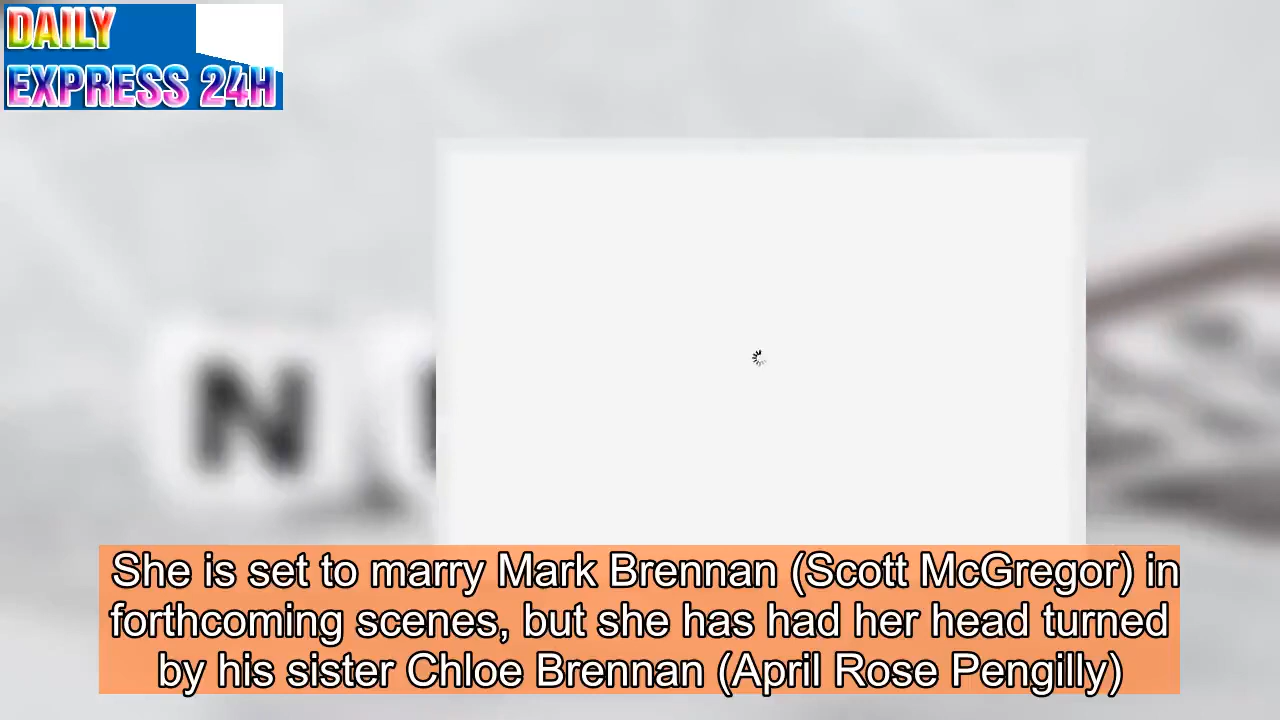 DAILY
EXPRESS 24H
N
She is set to marry Mark Brennan (Scott McGregor) in
forthcoming scenes, but she has had her head turned
by his sister Chloe Brennan (April Rose Pengilly)